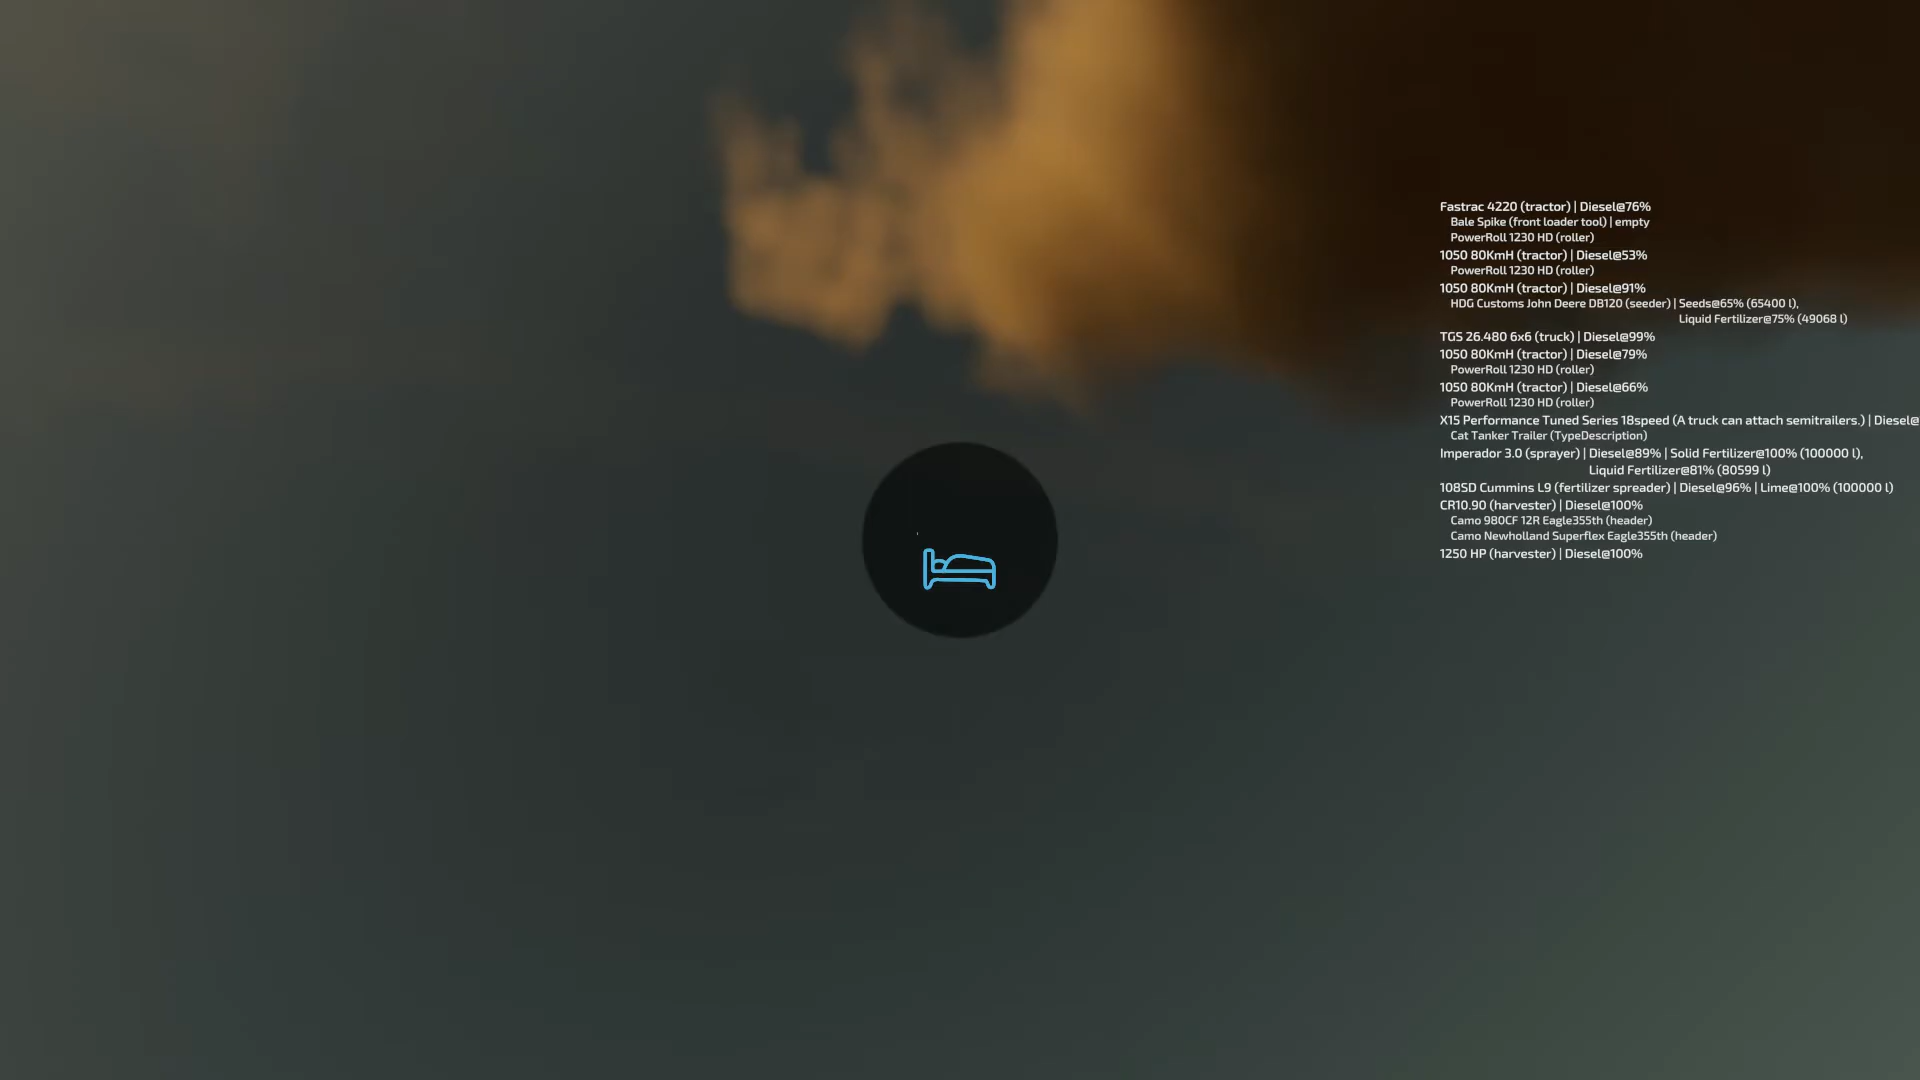 Fastrac 4220 (tractor) | Diesel@76%
Bale Spike (front loader tool) | empty
PowerRoll 1230 HD (roller)
1050 80KmH (tractor) | Diesel@53%
PowerRoll 1230 HD (roller)
1050 80KmH (tractor) | Diesel@91%
HDG Customs John Deere DB120 (seeder) | Seeds@65% (65400 l),
Liquid Fertilizer@75% (49068 l)
TGS 26.480 6x6 (truck) | Diesel@99%
1050 80KmH (tractor) | Diesel@79%
PowerRoll 1230 HD (roller)
1050 80KmH (tractor) | Diesel@66%
PowerRoll 1230 HD (roller)
X15 Performance Tuned Series 18speed (A truck can attach semitrailers.) | Diesel@
Cat Tanker Trailer (TypeDescription)
Imperador 3.0 (sprayer) | Diesel@89% | Solid Fertilizer@100% (100000 l),
Liquid Fertilizer@81% (80599 l)
108SD Cummins L9 (fertilizer spreader) | Diesel@96% | Lime@100% (100000 l)
CR10.90 (harvester) | Diesel@100%
Camo 980CF 12R Eagle355th (header)
Camo Newholland Superflex Eagle355th (header)
1250 HP (harvester) | Diesel@100%